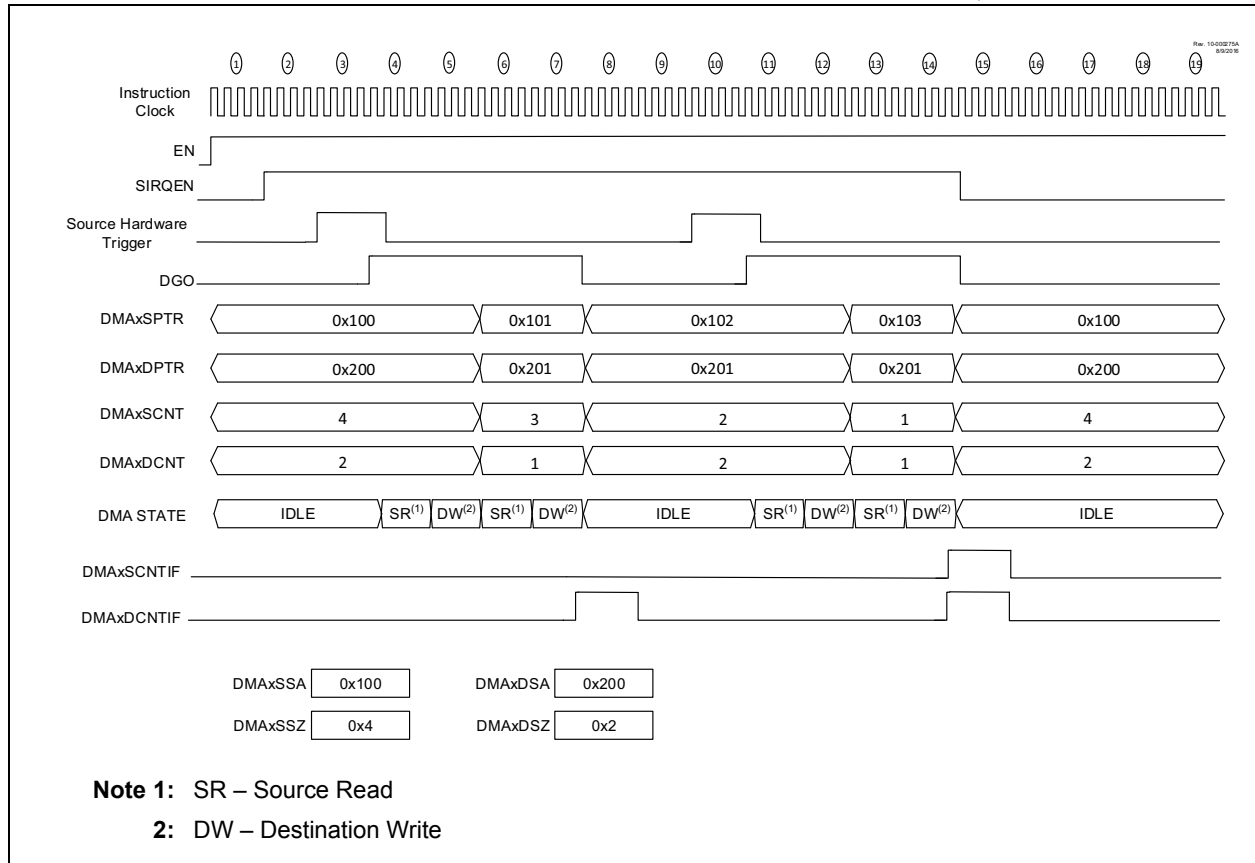 Rev. 10-000275A
8/9/2016
1 2 3 4 5 6 7 8 9 10 11 12 13 14 15 16 17 18 19
Instruction
Clock
EN
SIRQEN
Source Hardware
Trigger
DGO
DMAxSPTR 0x100 0x101 0x102 0x103 0x100
DMAxDPTR 0x200 0x201 0x201 0x201 0x200
DMAxSCNT 4 3 2 1 4
DMAxDCNT 2 1 2 1 2
DMA STATE IDLE SR(1) DW(2) SR(1) DW(2) IDLE SR(1) DW(2) SR(1) DW(2) IDLE
DMAxSCNTIF
DMAxDCNTIF
DMAxSSA 0x100 DMAxDSA 0x200
DMAxSSZ 0x4 DMAxDSZ 0x2
Note 1: SR – Source Read
2: DW – Destination Write